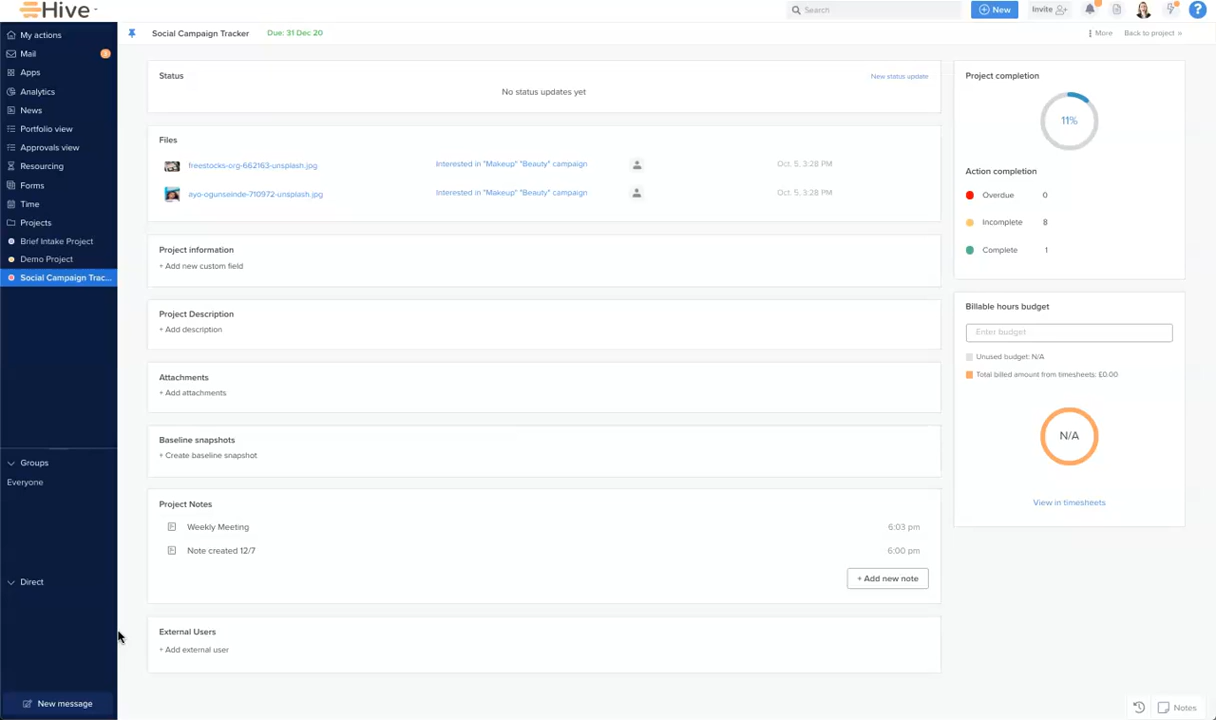 Hive
Search
New
Invite
?
My actions
Mail
Apps
Analytics
News
Portfolio view
Approvals view
Resourcing
Forms
Time
Projects
Brief Intake Project
Demo Project
Social Campaign Trac...
Groups
Everyone
Direct
New message
Social Campaign Tracker
Due: 31 Dec 20
More
Back to project »
Status
New status update
No status updates yet
Files
freestocks-org-662163-unsplash.jpg Interested in "Makeup" "Beauty" campaign Oct. 5, 3:28 PM
ayo-ogunseinde-710972-unsplash.jpg Interested in "Makeup" "Beauty" campaign Oct. 5, 3:28 PM
Project information
+ Add new custom field
Project Description
+ Add description
Attachments
+ Add attachments
Baseline snapshots
+ Create baseline snapshot
Project Notes
Weekly Meeting 6:03 pm
Note created 12/7 6:00 pm
+ Add new note
External Users
+ Add external user
Project completion
11%
Action completion
Overdue 0
Incomplete 8
Complete 1
Billable hours budget
Enter budget
Unused budget: N/A
Total billed amount from timesheets: £0.00
N/A
View in timesheets
Notes